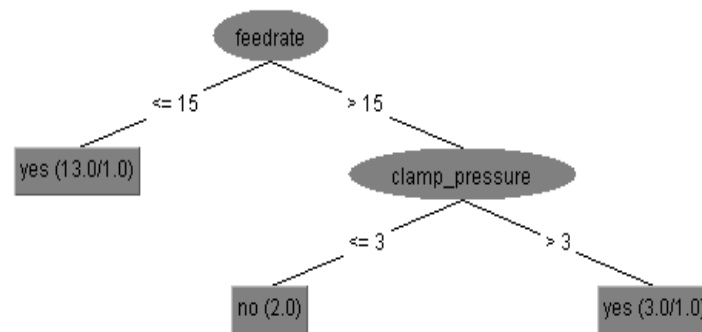 feedrate
<= 15
> 15
yes (13.0/1.0)
clamp_pressure
<= 3
> 3
no (2.0)
yes (3.0/1.0)